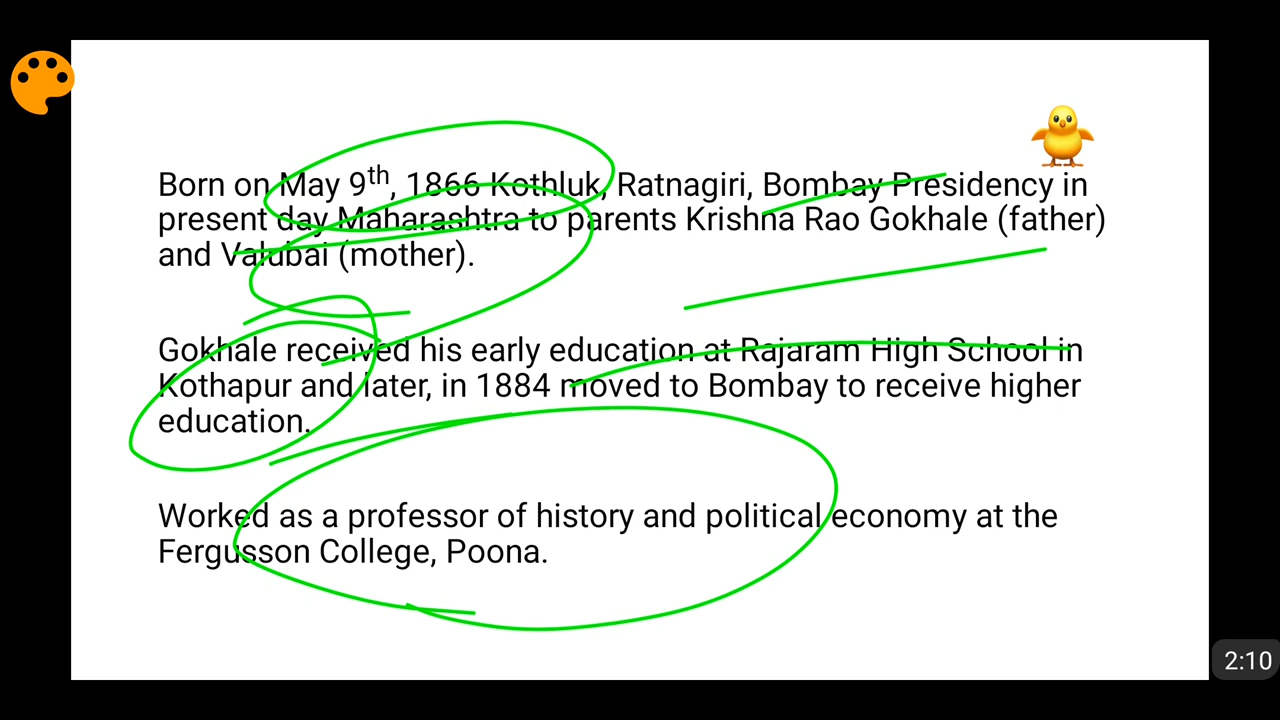 Born on May 9th, 1866 Kothluk, Ratnagiri, Bombay Presidency in
present day Maharashtra to parents Krishna Rao Gokhale (father)
and Valubai (mother).
Gokhale received his early education at Rajaram High School in
Kothapur and later, in 1884 moved to Bombay to receive higher
education.
Worked as a professor of history and political economy at the
Fergusson College, Poona.
2:10